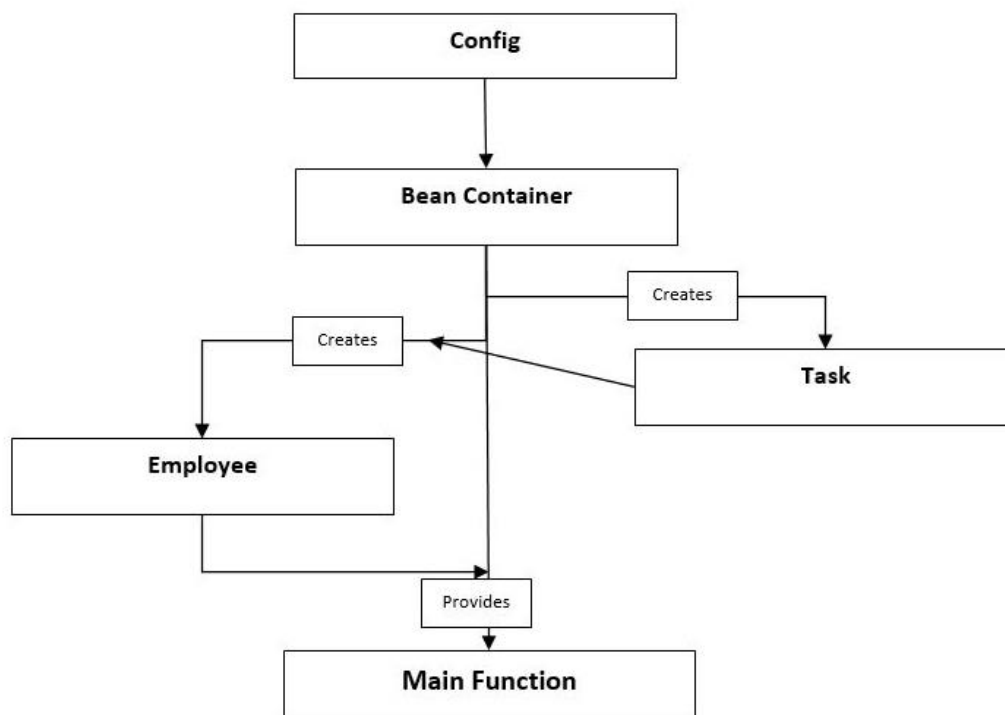 Config
Bean Container
Creates
Creates
Task
Employee
Provides
Main Function